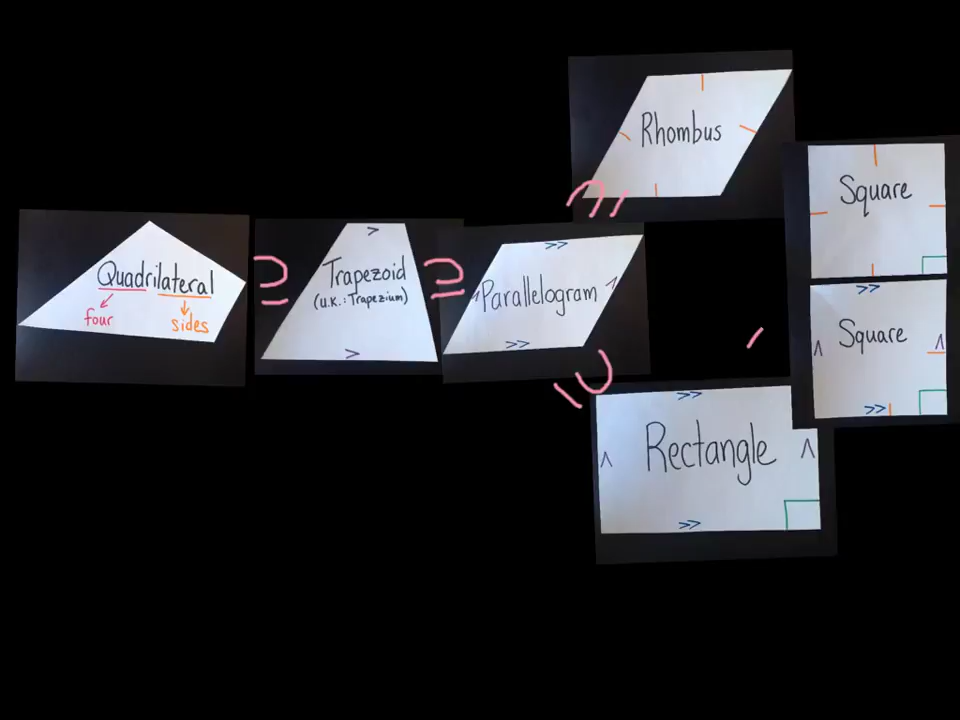 Quadrilateral
four
sides
⊇
Trapezoid
(U.K.: Trapezium)
⊇
Parallelogram
Rhombus
Rectangle
Square
Square